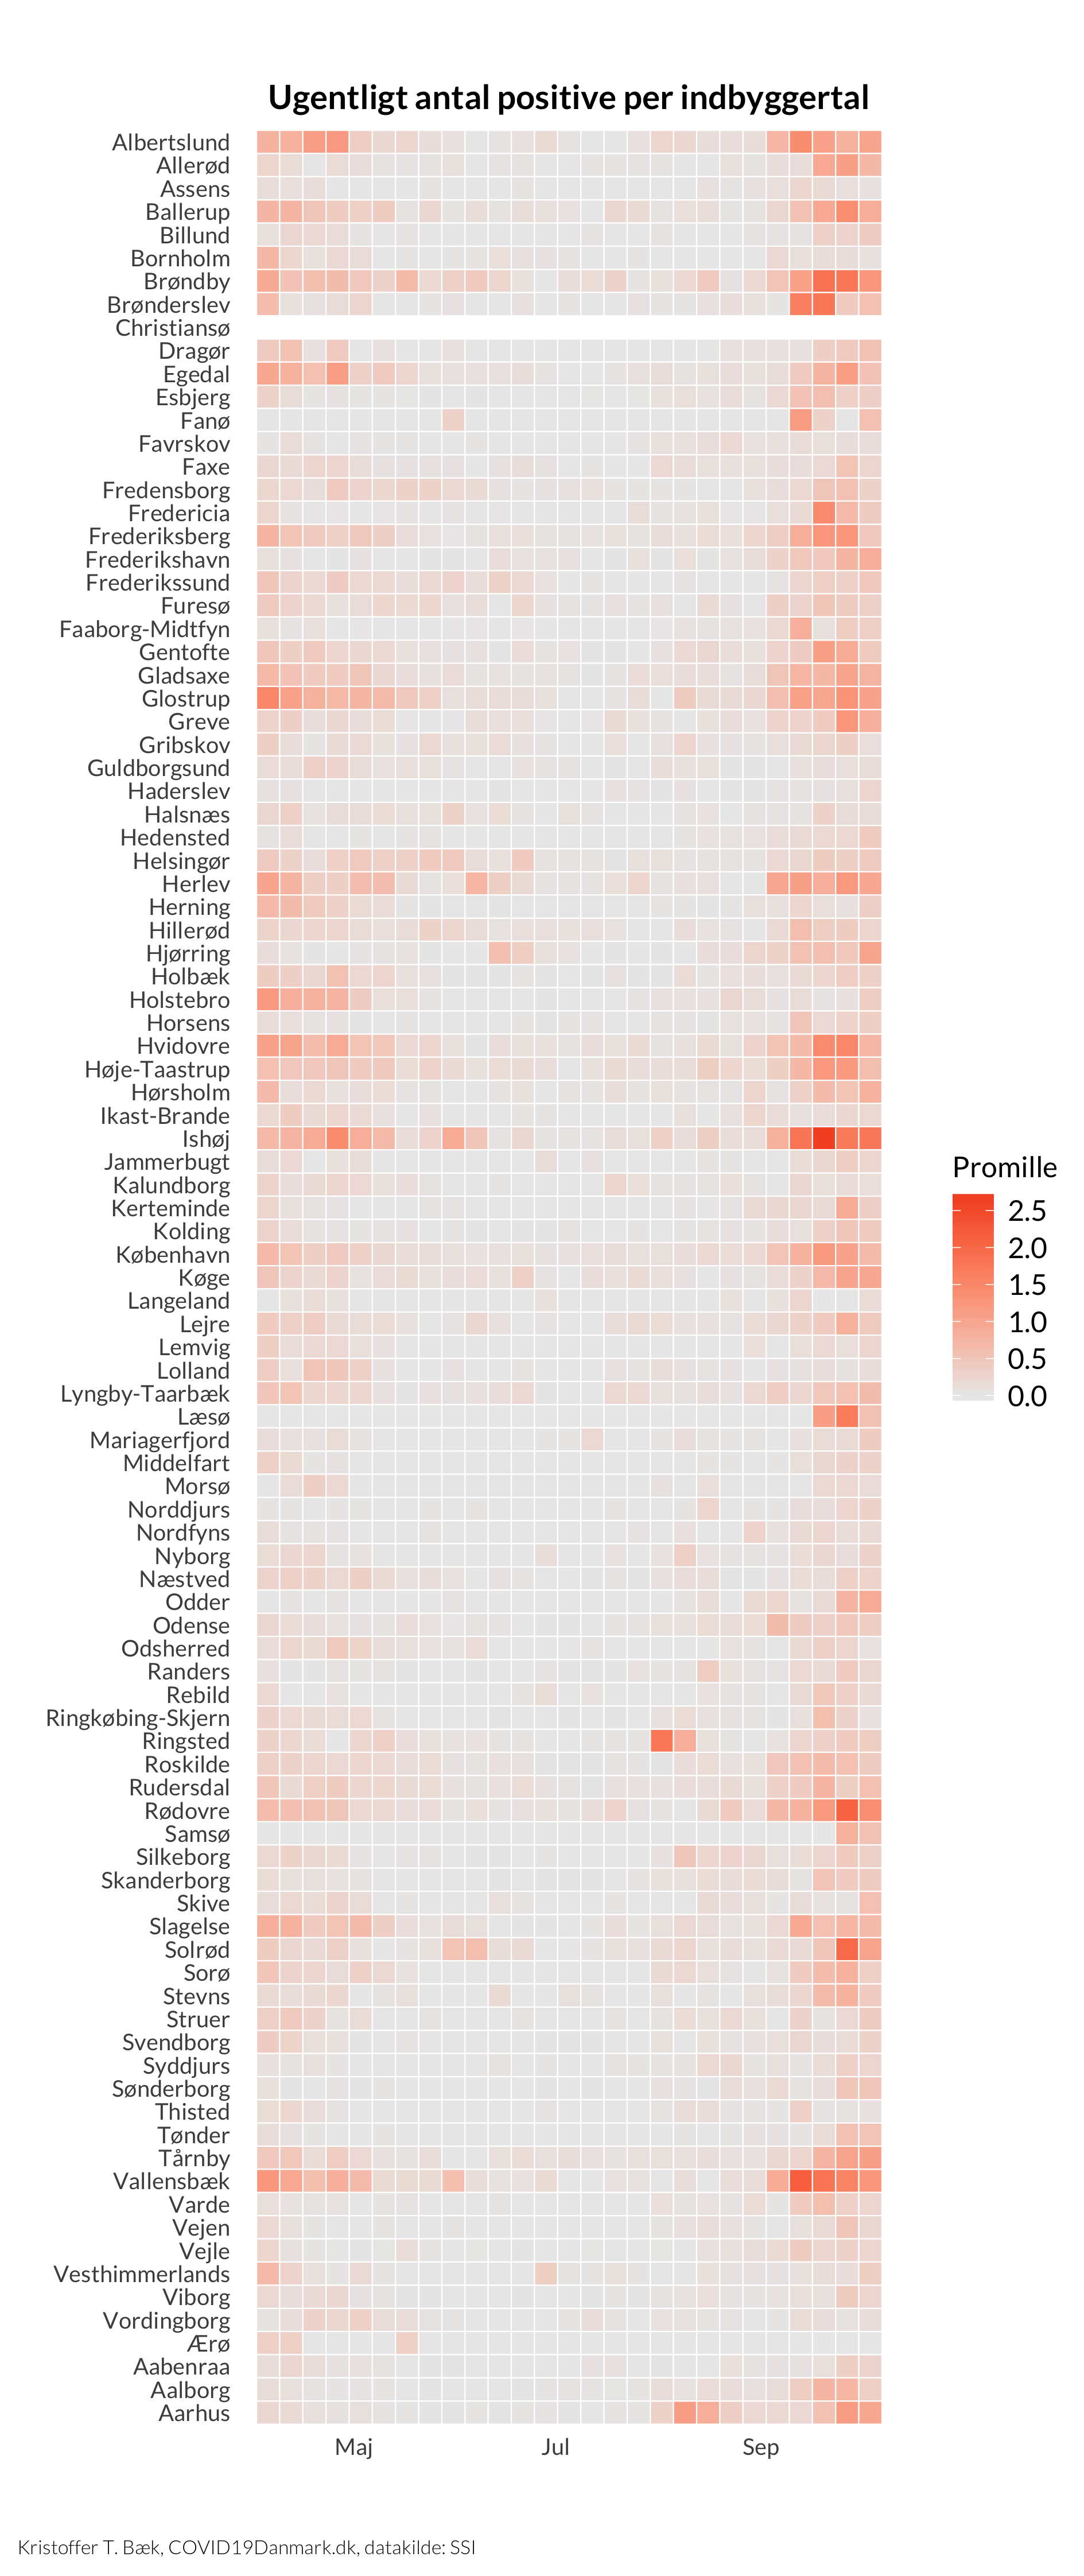 Ugentligt antal positive per indbyggertal
Albertslund
Allerød
Assens
Ballerup
Billund
Bornholm
Brøndby
Brønderslev
Christiansø
Dragør
Egedal
Esbjerg
Fanø
Favrskov
Faxe
Fredensborg
Fredericia
Frederiksberg
Frederikshavn
Frederikssund
Furesø
Faaborg-Midtfyn
Gentofte
Gladsaxe
Glostrup
Greve
Gribskov
Guldborgsund
Haderslev
Halsnæs
Hedensted
Helsingør
Herlev
Herning
Hillerød
Hjørring
Holbæk
Holstebro
Horsens
Hvidovre
Høje-Taastrup
Hørsholm
Ikast-Brande
Ishøj
Jammerbugt
Kalundborg
Kerteminde
Kolding
København
Køge
Langeland
Lejre
Lemvig
Lolland
Lyngby-Taarbæk
Læsø
Mariagerfjord
Middelfart
Morsø
Norddjurs
Nordfyns
Nyborg
Næstved
Odder
Odense
Odsherred
Randers
Rebild
Ringkøbing-Skjern
Ringsted
Roskilde
Rudersdal
Rødovre
Samsø
Silkeborg
Skanderborg
Skive
Slagelse
Solrød
Sorø
Stevns
Struer
Svendborg
Syddjurs
Sønderborg
Thisted
Tønder
Tårnby
Vallensbæk
Varde
Vejen
Vejle
Vesthimmerlands
Viborg
Vordingborg
Ærø
Aabenraa
Aalborg
Aarhus
Maj Jul Sep
Promille
2.5
2.0
1.5
1.0
0.5
0.0
Kristoffer T. Bæk, COVID19Danmark.dk, datakilde: SSI